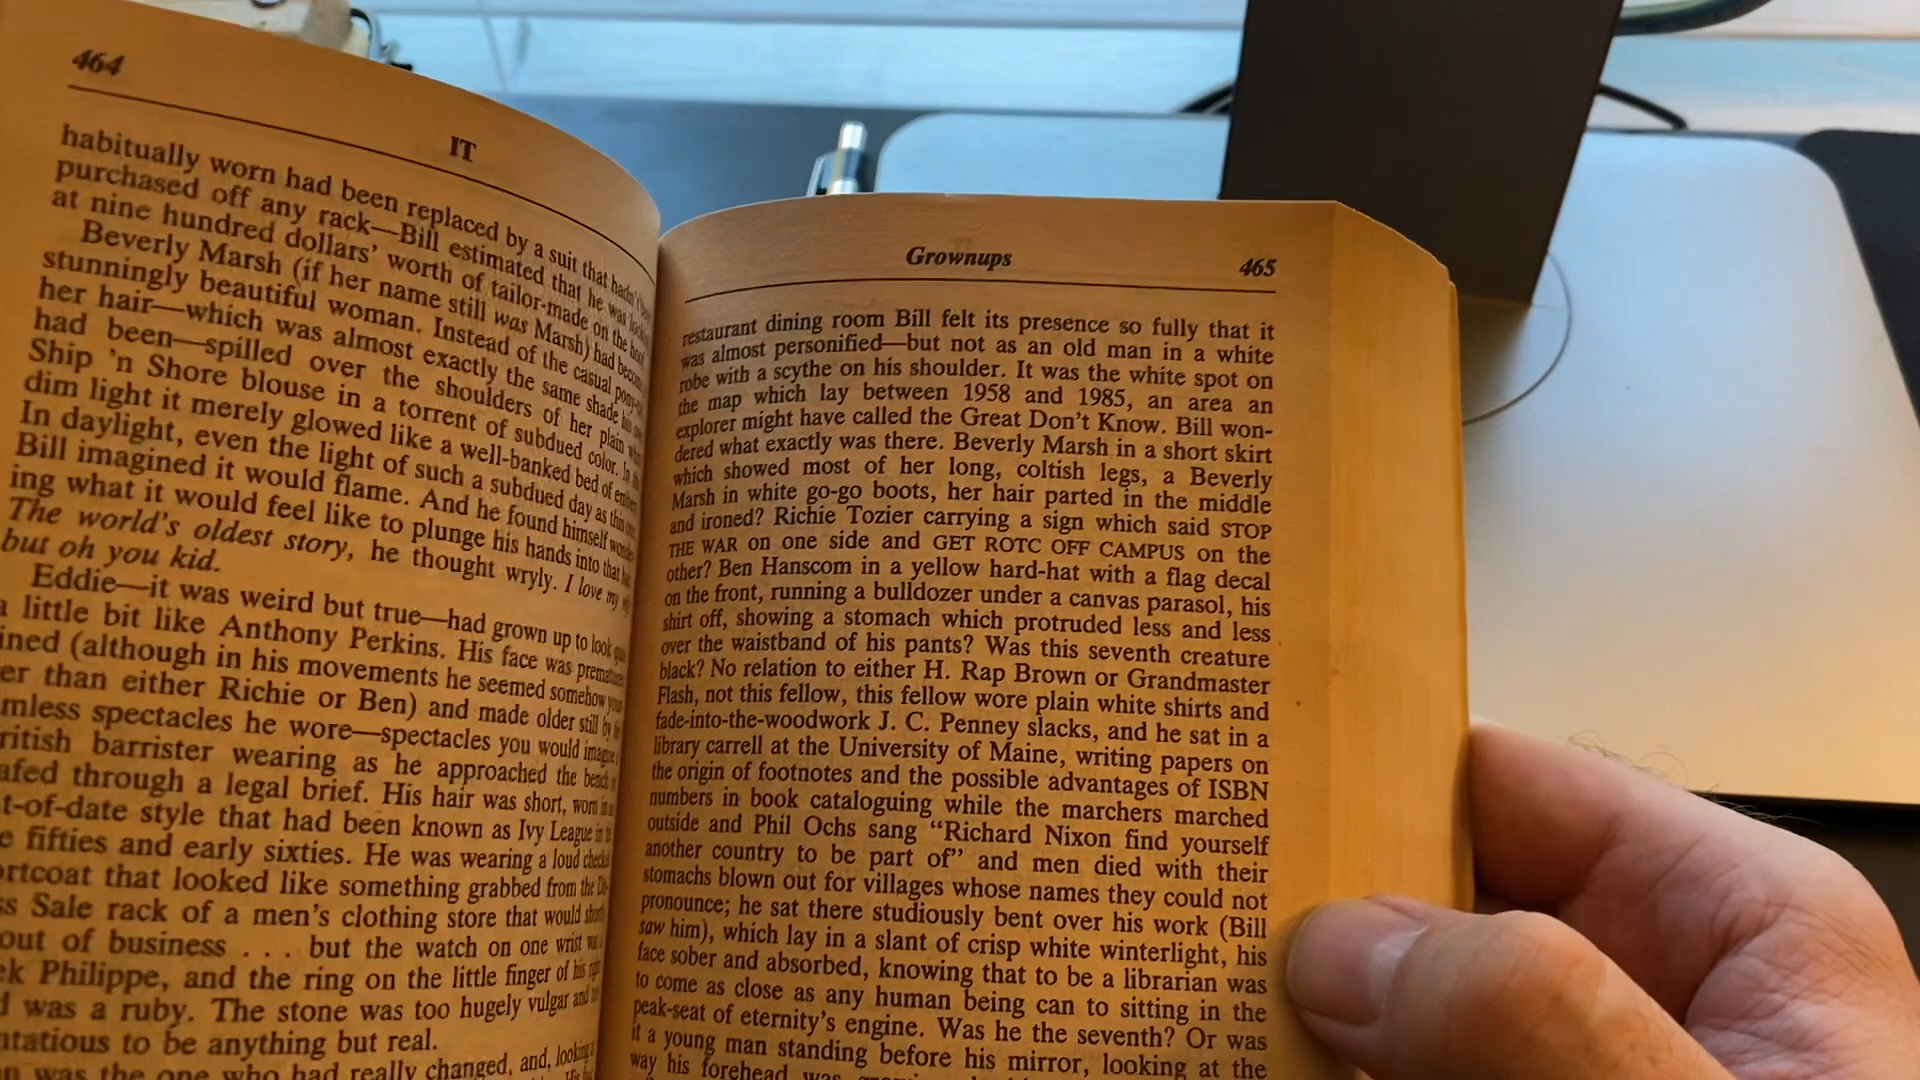 464
IT
habitually worn had been replaced by a suit that hadn't been
purchased off any rack—Bill estimated that he was looking
at nine hundred dollars' worth of tailor-made on the hoof.
Beverly Marsh (if her name still was Marsh) had become
stunningly beautiful woman. Instead of the casual pony-
her hair—which was almost exactly the same shade
had been—spilled over the shoulders of her plain
Ship 'n Shore blouse in a torrent of subdued color. In
dim light it merely glowed like a well-banked bed of embers
In daylight, even the light of such a subdued day as this
Bill imagined it would flame. And he found himself wonder-
ing what it would feel like to plunge his hands into that
The world's oldest story, he thought wryly. I love my
but oh you kid.
Eddie—it was weird but true—had grown up to look
a little bit like Anthony Perkins. His face was
(although in his movements he seemed somehow
than either Richie or Ben) and made older still by
spectacles he wore—spectacles you would imagine
barrister wearing as he approached the bench
through a legal brief. His hair was short, worn in
style that had been known as Ivy League in
fifties and early sixties. He was wearing a loud
that looked like something grabbed from the
Sale rack of a men's clothing store that would
out of business . . . but the watch on one wrist
Philippe, and the ring on the little finger of his
was a ruby. The stone was too hugely vulgar and
to be anything but real.
was the one who had really changed, and, looking
Grownups 465
restaurant dining room Bill felt its presence so fully that it
was almost personified—but not as an old man in a white
robe with a scythe on his shoulder. It was the white spot on
the map which lay between 1958 and 1985, an area an
explorer might have called the Great Don't Know. Bill won-
dered what exactly was there. Beverly Marsh in a short skirt
which showed most of her long, coltish legs, a Beverly
Marsh in white go-go boots, her hair parted in the middle
and ironed? Richie Tozier carrying a sign which said STOP
THE WAR on one side and GET ROTC OFF CAMPUS on the
other? Ben Hanscom in a yellow hard-hat with a flag decal
on the front, running a bulldozer under a canvas parasol, his
shirt off, showing a stomach which protruded less and less
over the waistband of his pants? Was this seventh creature
black? No relation to either H. Rap Brown or Grandmaster
Flash, not this fellow, this fellow wore plain white shirts and
fade-into-the-woodwork J. C. Penney slacks, and he sat in a
library carrell at the University of Maine, writing papers on
the origin of footnotes and the possible advantages of ISBN
numbers in book cataloguing while the marchers marched
outside and Phil Ochs sang "Richard Nixon find yourself
another country to be part of" and men died with their
stomachs blown out for villages whose names they could not
pronounce; he sat there studiously bent over his work (Bill
saw him), which lay in a slant of crisp white winterlight, his
face sober and absorbed, knowing that to be a librarian was
to come as close as any human being can to sitting in the
peak-seat of eternity's engine. Was he the seventh? Or was
it a young man standing before his mirror, looking at the
way his forehead was